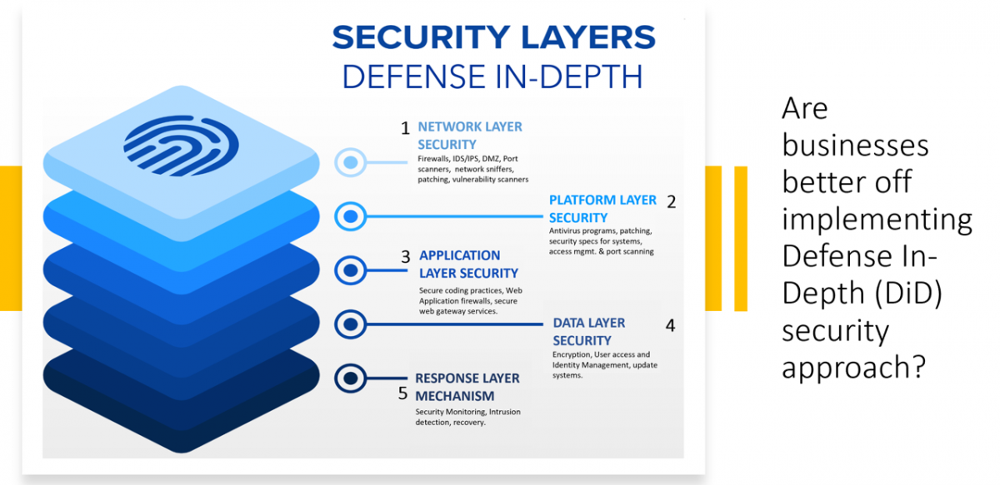 SECURITY LAYERS
DEFENSE IN-DEPTH
1 NETWORK LAYER
SECURITY
Firewalls, IDS/IPS, DMZ, Port
scanners, network sniffers,
patching, vulnerability scanners
PLATFORM LAYER 2
SECURITY
Antivirus programs, patching,
security specs for systems,
access mgmt. & port scanning
3 APPLICATION
LAYER SECURITY
Secure coding practices, Web
Application firewalls, secure
web gateway services.
DATA LAYER 4
SECURITY
Encryption, User access and
Identity Management, update
systems.
RESPONSE LAYER
5 MECHANISM
Security Monitoring, Intrusion
detection, recovery.
Are
businesses
better off
implementing
Defense In-
Depth (DiD)
security
approach?